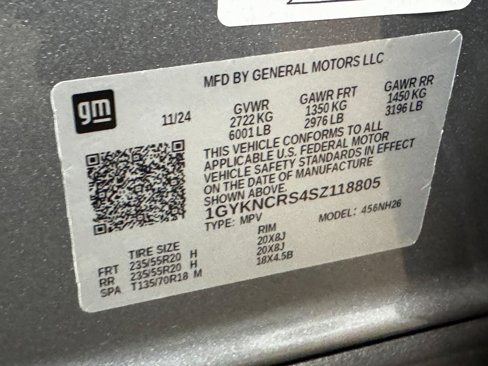 MFD BY GENERAL MOTORS LLC
gm
11/24
GVWR GAWR FRT GAWR RR
2722 KG 1350 KG 1450 KG
6001 LB 2976 LB 3196 LB
THIS VEHICLE CONFORMS TO ALL
APPLICABLE U.S. FEDERAL MOTOR
VEHICLE SAFETY STANDARDS IN EFFECT
ON THE DATE OF MANUFACTURE
SHOWN ABOVE.
1GYKNCRS4SZ118805
TYPE: MPV MODEL: 456NH26
TIRE SIZE RIM
FRT 235/55R20 H 20X8J
RR 235/55R20 H 20X8J
SPA T135/70R18 M 18X4.5B